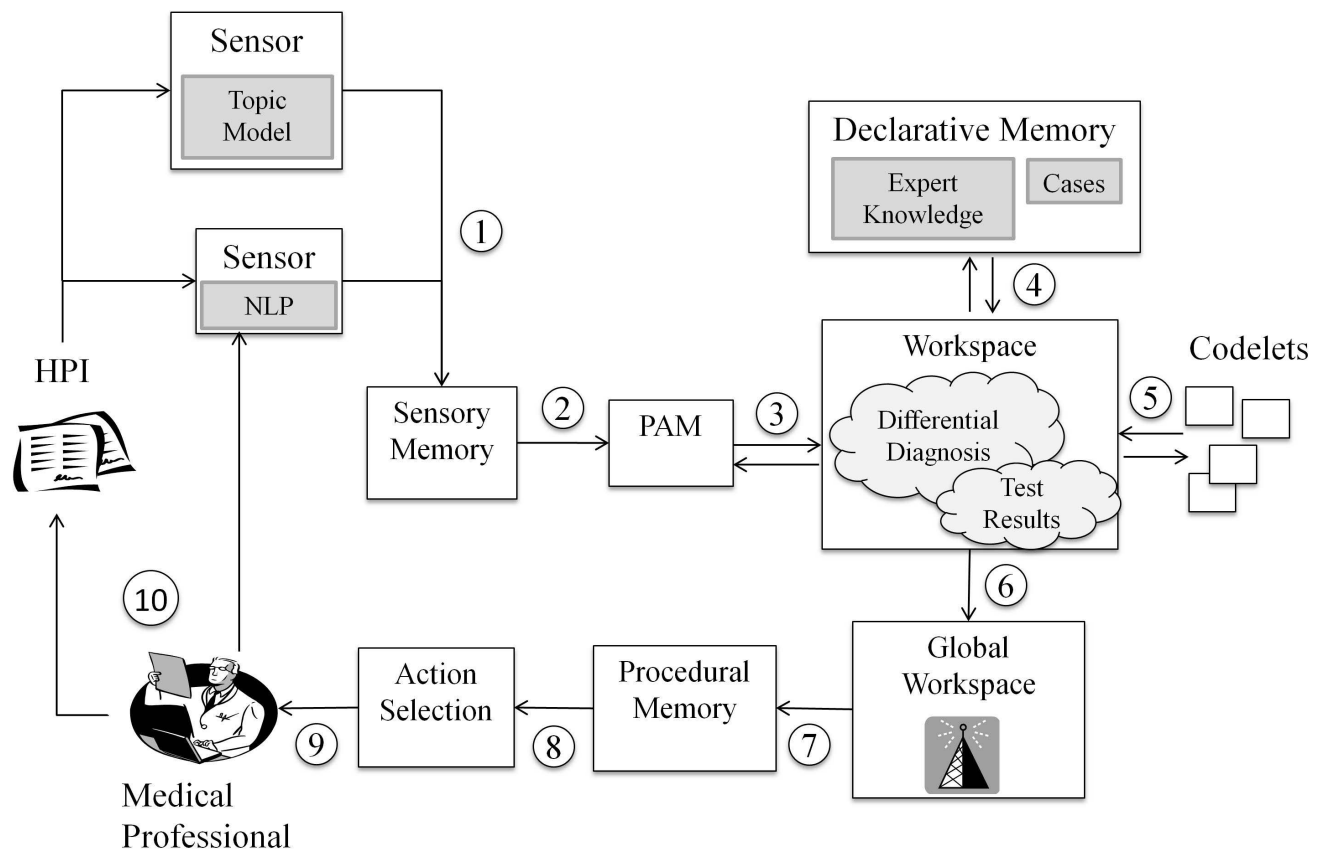 Sensor
Topic
Model
Sensor
NLP
1
HPI
Sensory
Memory
2
PAM
3
Declarative Memory
Expert
Knowledge
Cases
4
Workspace
Differential
Diagnosis
Test
Results
Codelets
5
6
Global
Workspace
7
Procedural
Memory
8
Action
Selection
9
10
Medical
Professional